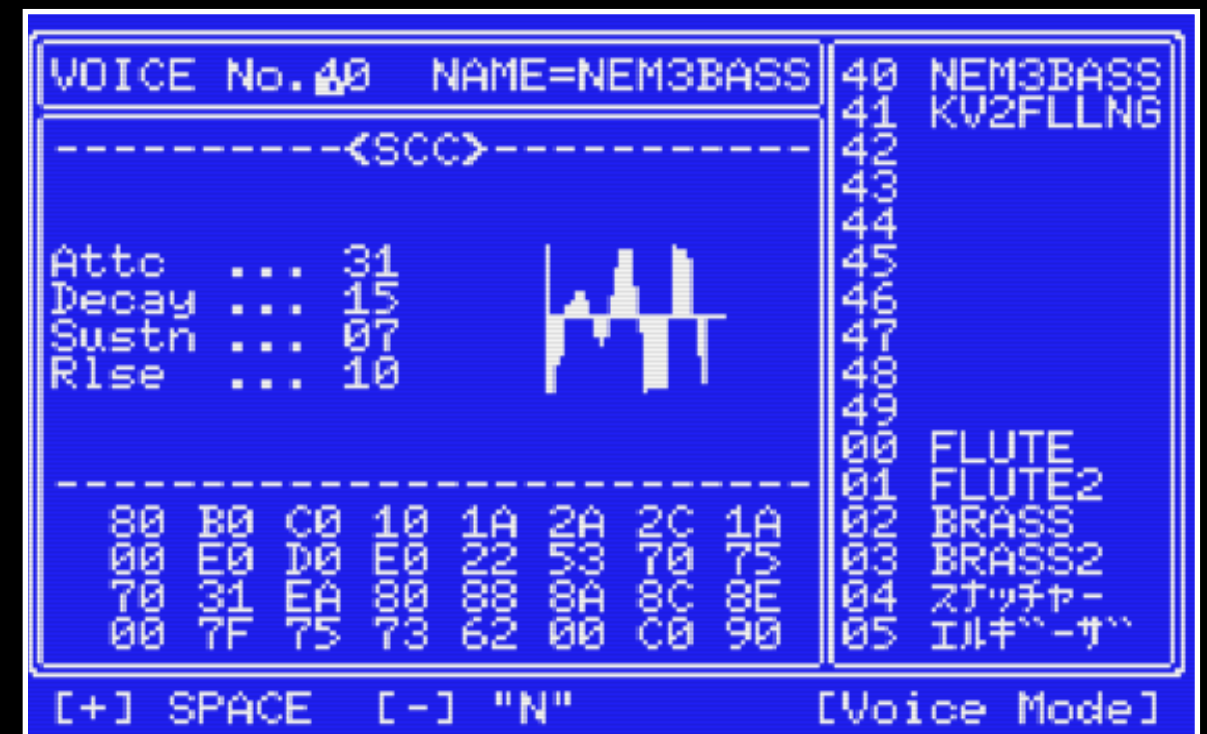 VOICE No.40 NAME=NEM3BASS
----------<SCC>-----------
Attc ... 31
Decay ... 15
Sustn ... 07
Rlse ... 10
--------------------------
80 B0 C0 10 1A 2A 2C 1A
00 E0 D0 E0 22 53 70 75
70 31 EA 80 88 8A 8C 8E
00 7F 75 73 62 00 C0 90
40 NEM3BASS
41 KV2FLLNG
42
43
44
45
46
47
48
49
00 FLUTE
01 FLUTE2
02 BRASS
03 BRASS2
04 スナッチャー
05 エルギーザ
[+] SPACE [-] "N" [Voice Mode]